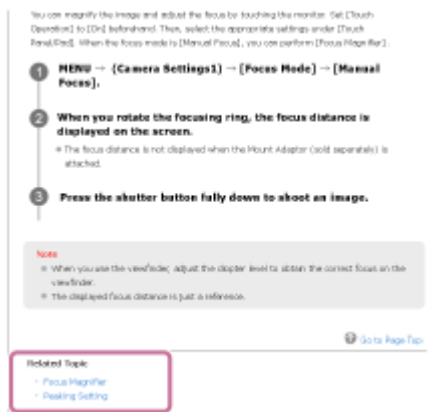 You can magnify the image and adjust the focus by touching the monitor. Set [Touch
Operation] to [On] beforehand. Then, select the appropriate settings under [Touch
Panel/Pad]. When the focus mode is [Manual Focus], you can perform [Focus Magnifier].
1 MENU → (Camera Settings1) → [Focus Mode] → [Manual
Focus].
2 When you rotate the focusing ring, the focus distance is
displayed on the screen.
The focus distance is not displayed when the Mount Adaptor (sold separately) is
attached.
3 Press the shutter button fully down to shoot an image.
Note
When you use the viewfinder, adjust the diopter level to obtain the correct focus on the
viewfinder.
The displayed focus distance is just a reference.
Go to Page Top
Related Topic
Focus Magnifier
Peaking Setting